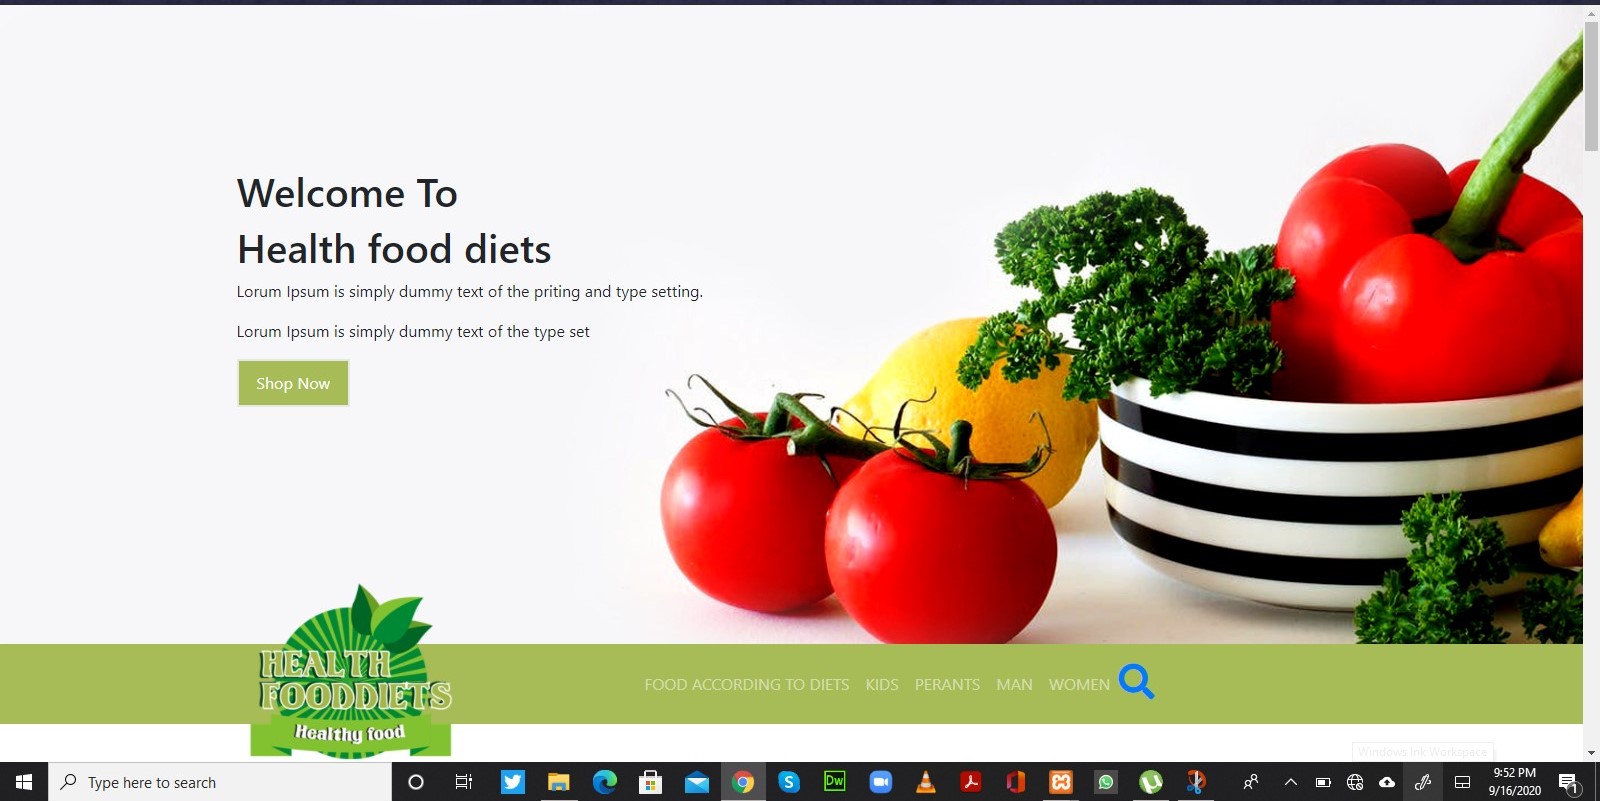 Welcome To
Health food diets
Lorum Ipsum is simply dummy text of the priting and type setting.
Lorum Ipsum is simply dummy text of the type set
Shop Now
HEALTH
FOODDIETS
Healthy food
FOOD ACCORDING TO DIETS KIDS PERANTS MAN WOMEN
Windows Ink Workspace
Type here to search
S
Dw
9:52 PM
9/16/2020
1